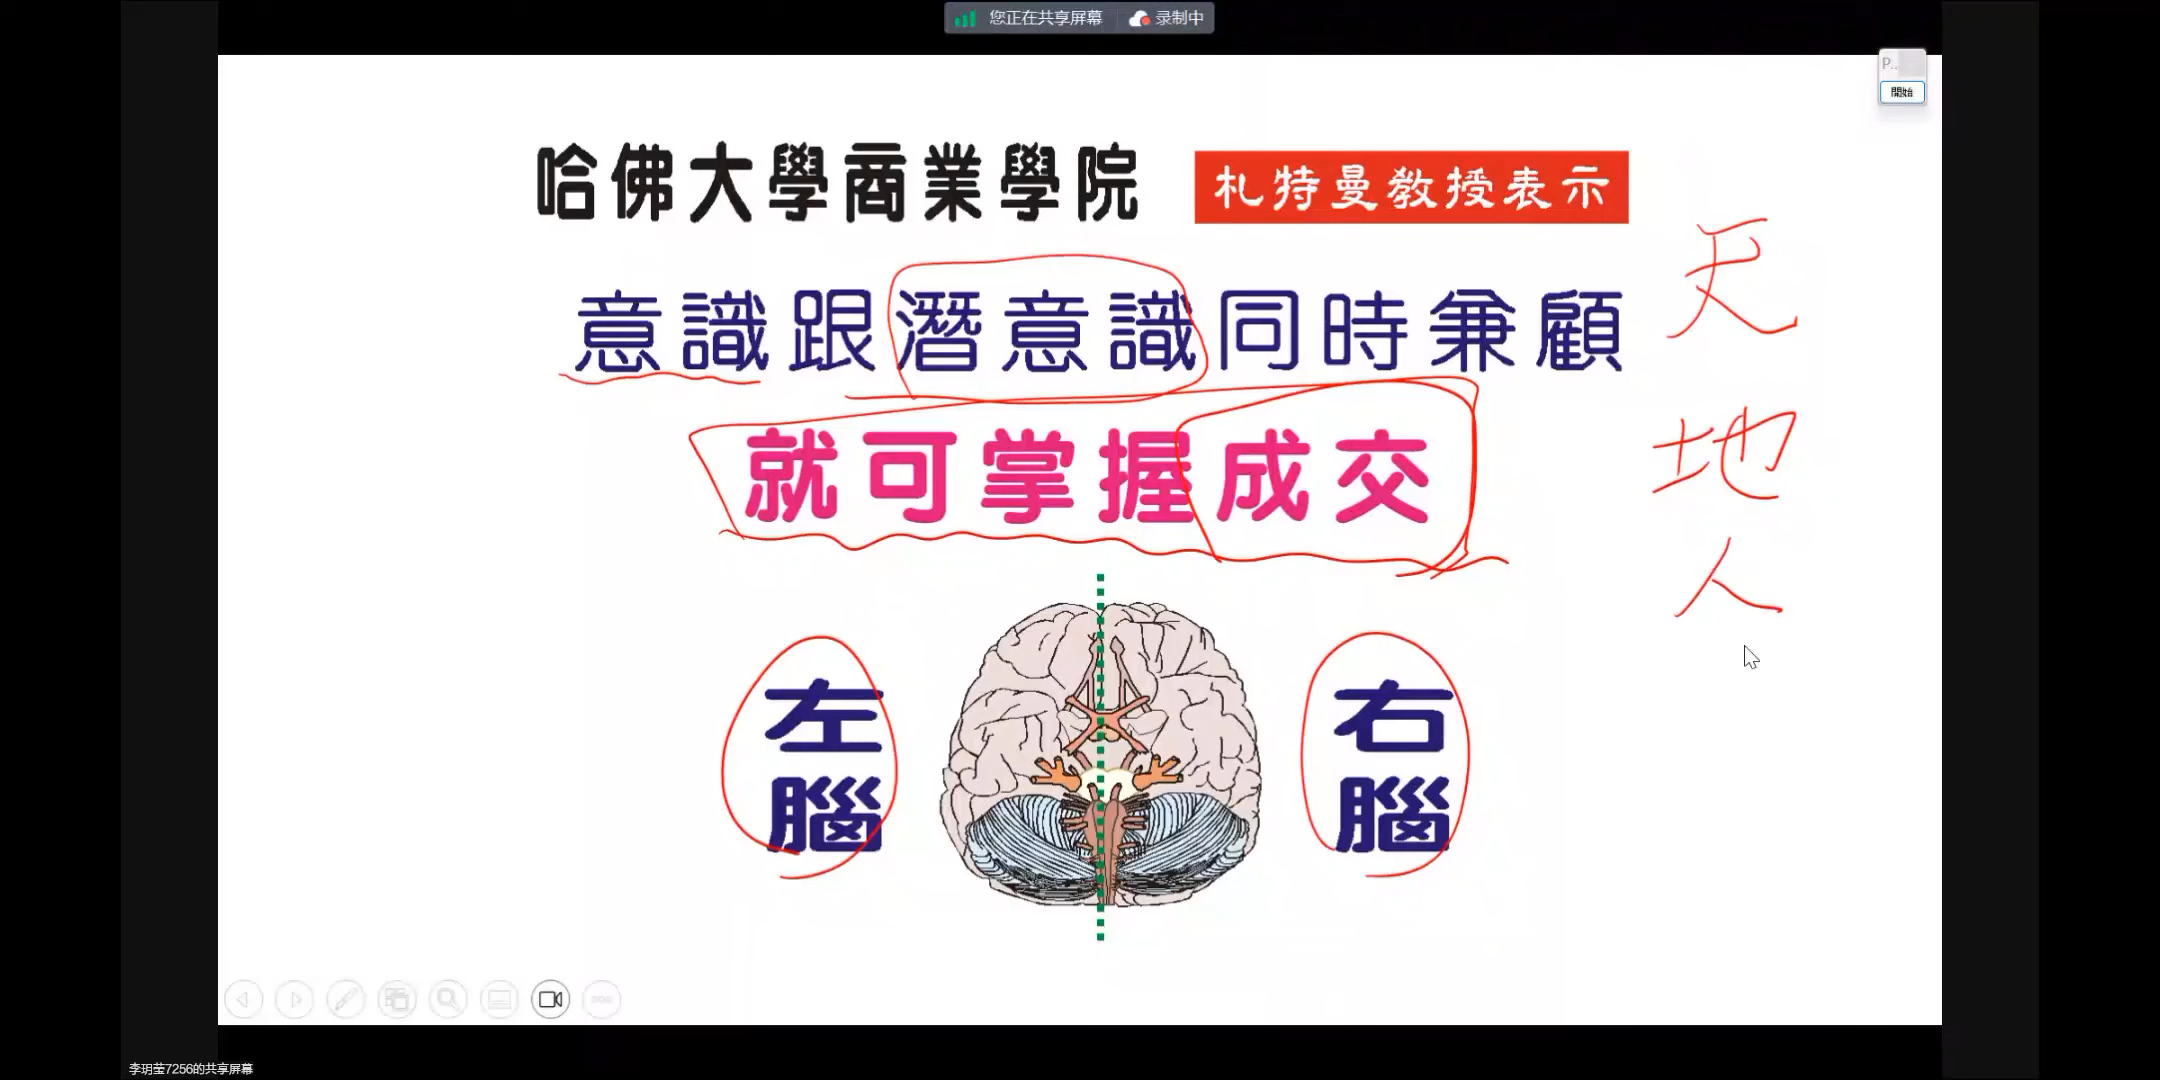 您正在共享屏幕 录制中
P..
開始
哈佛大學商業學院 札特曼教授表示
意識跟潛意識同時兼顧
就可掌握成交
天
地
人
左腦
右腦
李玥莹7256的共享屏幕